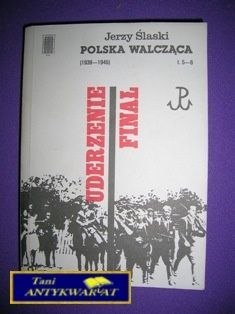 Jerzy Ślaski
POLSKA WALCZĄCA
(1939—1945) t. 5—6
UDERZENIE
FINAŁ
Tani
ANTYKWARIAT